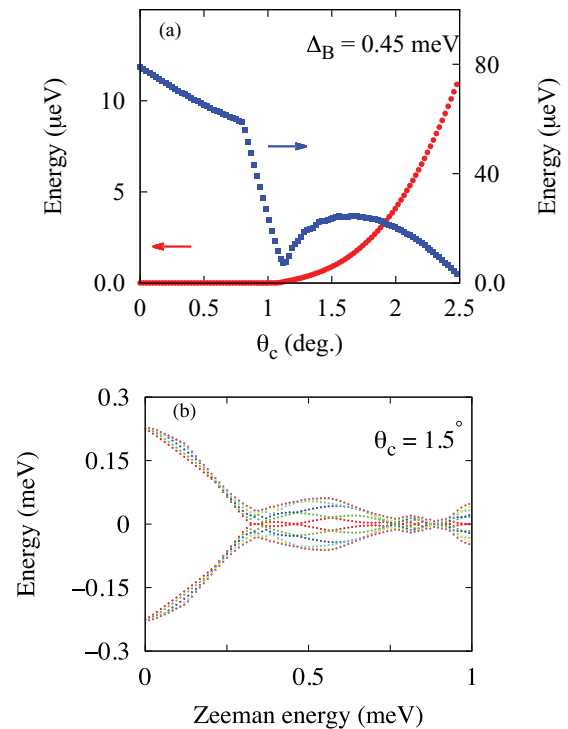 (a)
Δ_B = 0.45 meV
Energy (μeV)
10
5
0.0
80
40
0.0
Energy (μeV)
0 0.5 1 1.5 2 2.5
θ_c (deg.)
(b)
θ_c = 1.5°
Energy (meV)
0.3
0.15
0
−0.15
−0.3
0 0.5 1
Zeeman energy (meV)